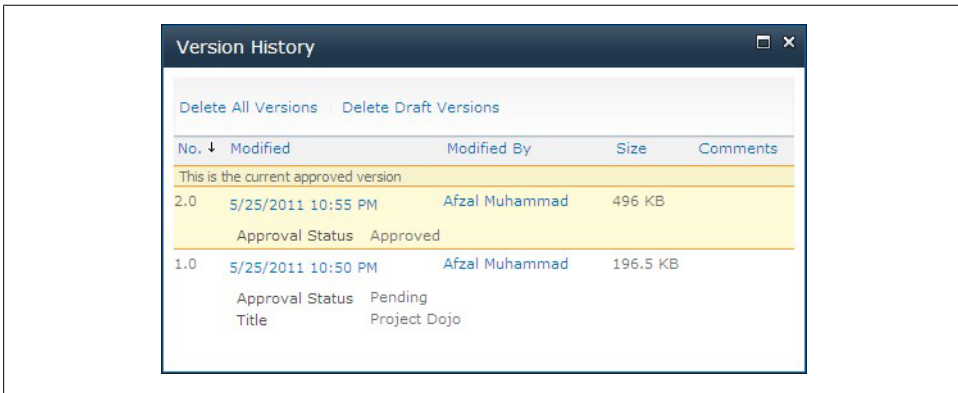 Version History
Delete All Versions Delete Draft Versions
No. ↓ Modified Modified By Size Comments
This is the current approved version
2.0 5/25/2011 10:55 PM Afzal Muhammad 496 KB
Approval Status Approved
1.0 5/25/2011 10:50 PM Afzal Muhammad 196.5 KB
Approval Status Pending
Title Project Dojo